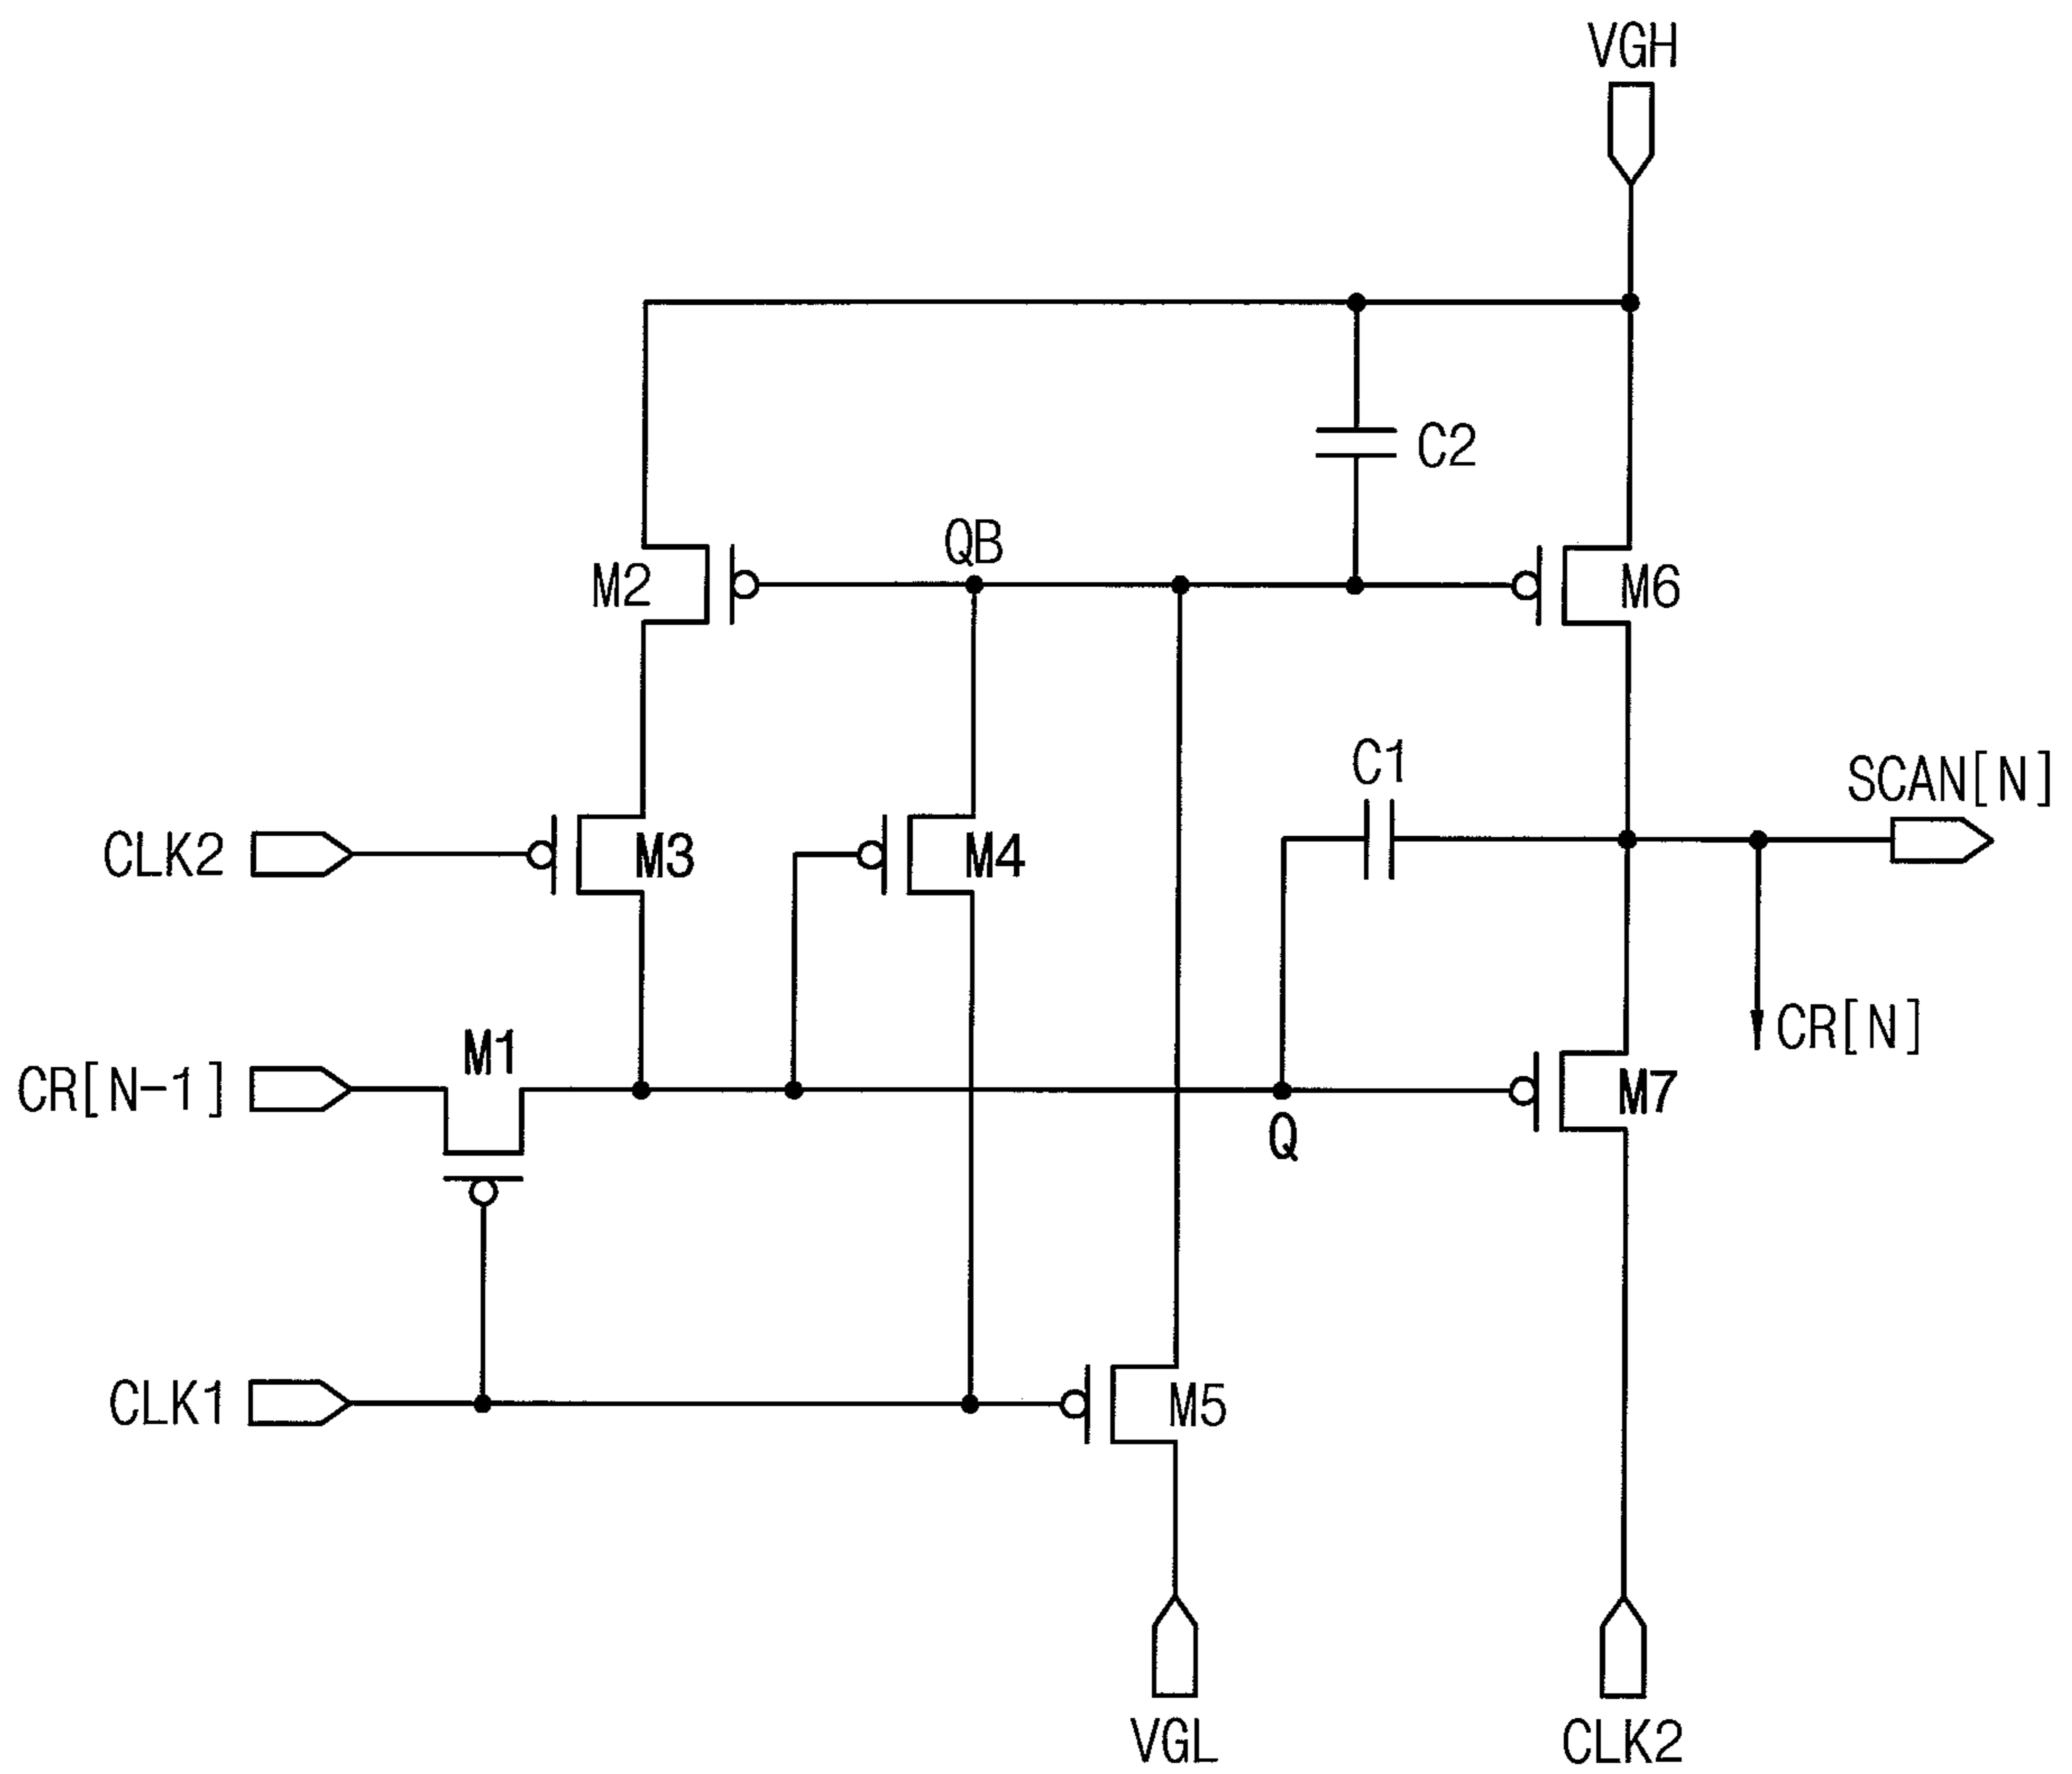 VGH
C2
QB
M2
M6
C1
SCAN[N]
CLK2
M3
M4
CR[N]
M1
CR[N-1]
M7
Q
CLK1
M5
VGL
CLK2